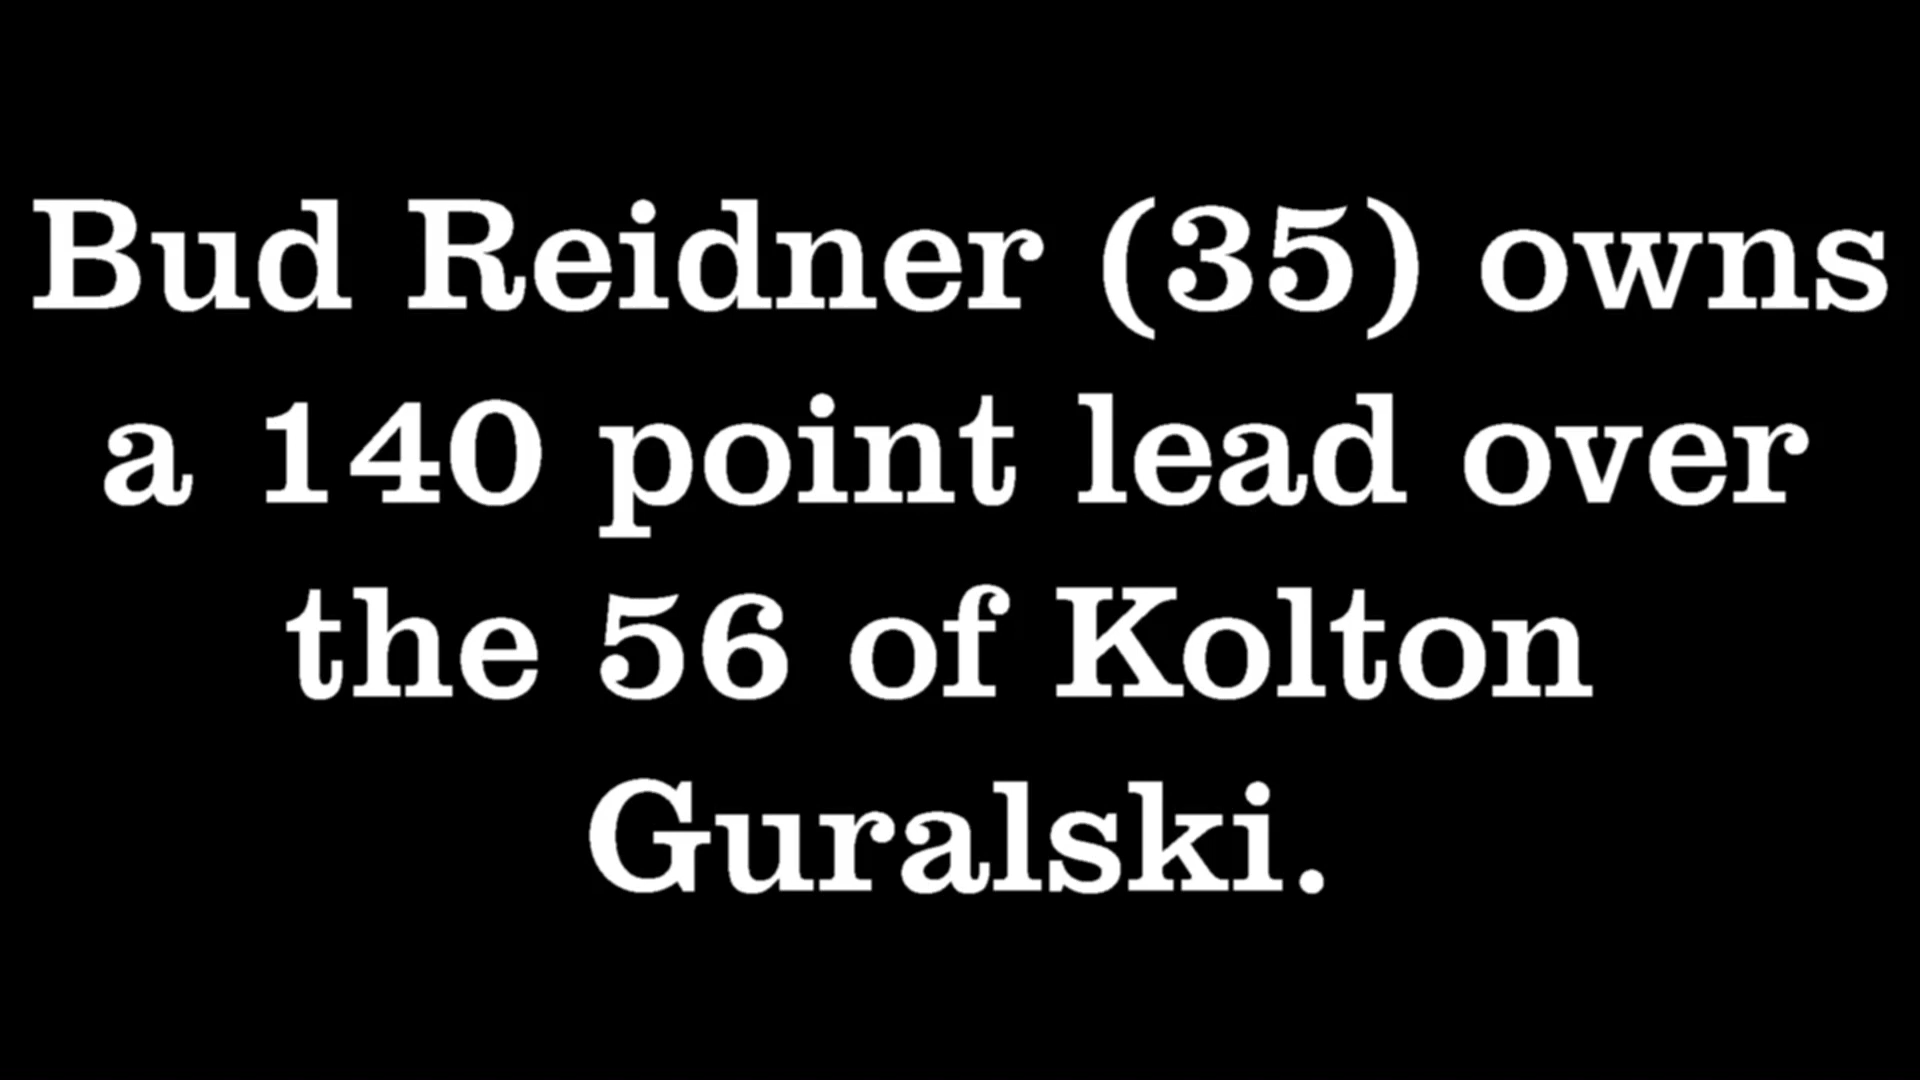 Bud Reidner (35) owns
a 140 point lead over
the 56 of Kolton
Guralski.